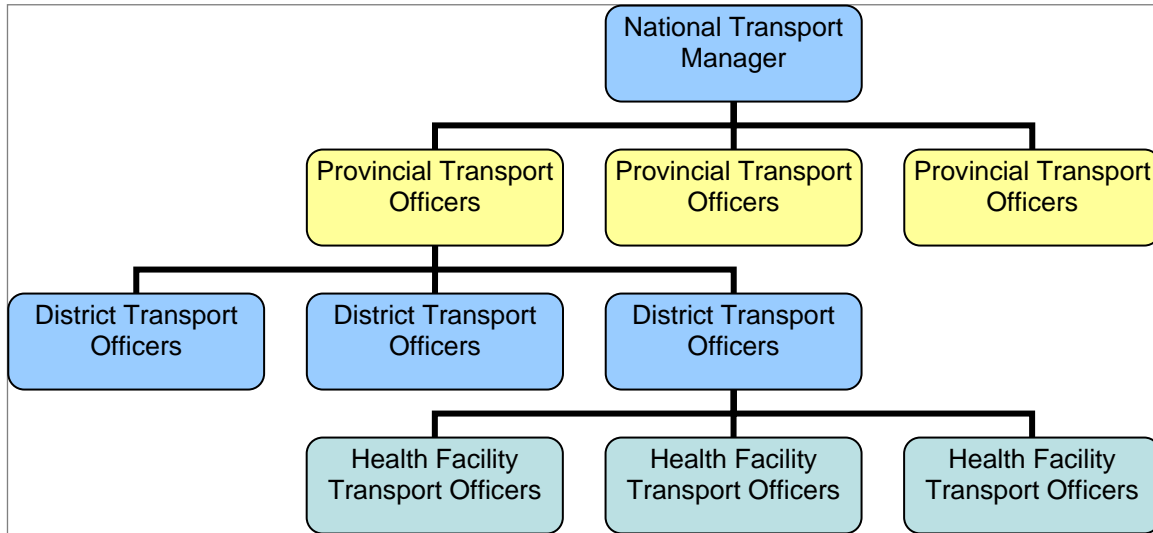 National Transport
Manager
Provincial Transport
Officers
Provincial Transport
Officers
Provincial Transport
Officers
District Transport
Officers
District Transport
Officers
District Transport
Officers
Health Facility
Transport Officers
Health Facility
Transport Officers
Health Facility
Transport Officers